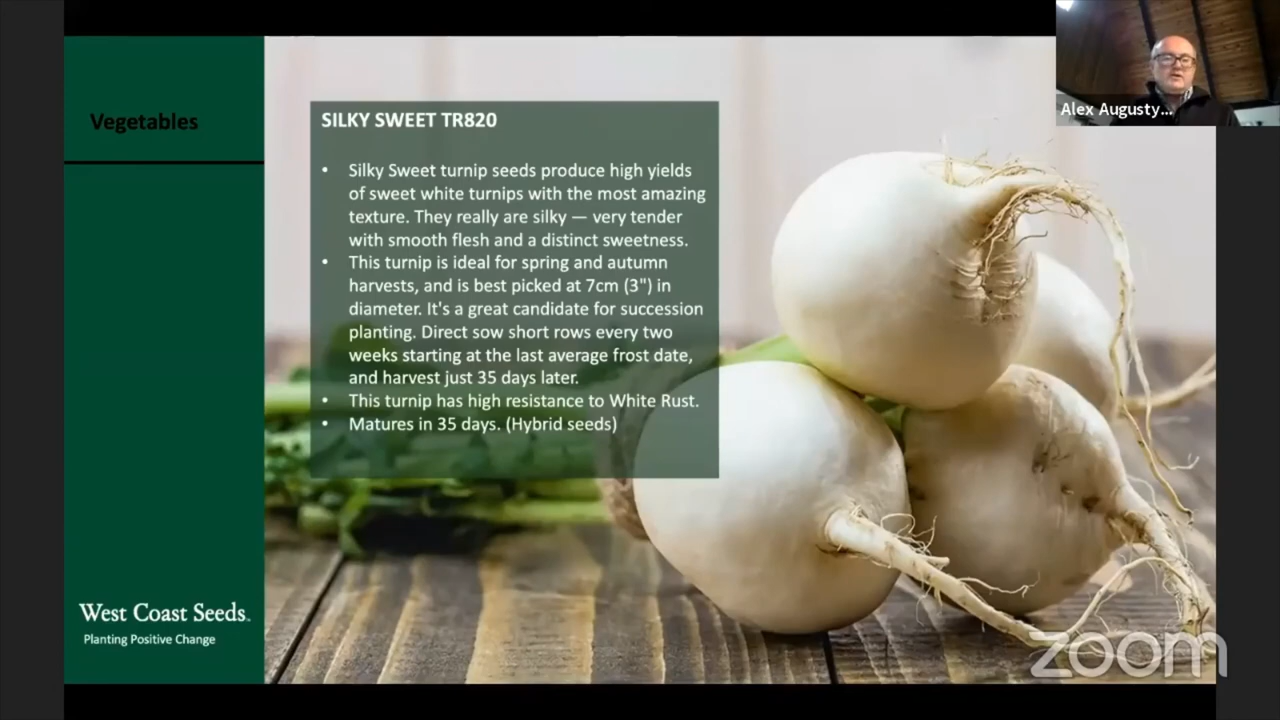 Vegetables
SILKY SWEET TR820
• Silky Sweet turnip seeds produce high yields
of sweet white turnips with the most amazing
texture. They really are silky — very tender
with smooth flesh and a distinct sweetness.
• This turnip is ideal for spring and autumn
harvests, and is best picked at 7cm (3") in
diameter. It's a great candidate for succession
planting. Direct sow short rows every two
weeks starting at the last average frost date,
and harvest just 35 days later.
• This turnip has high resistance to White Rust.
• Matures in 35 days. (Hybrid seeds)
West Coast Seeds
Planting Positive Change
Alex Augusty...
zoom